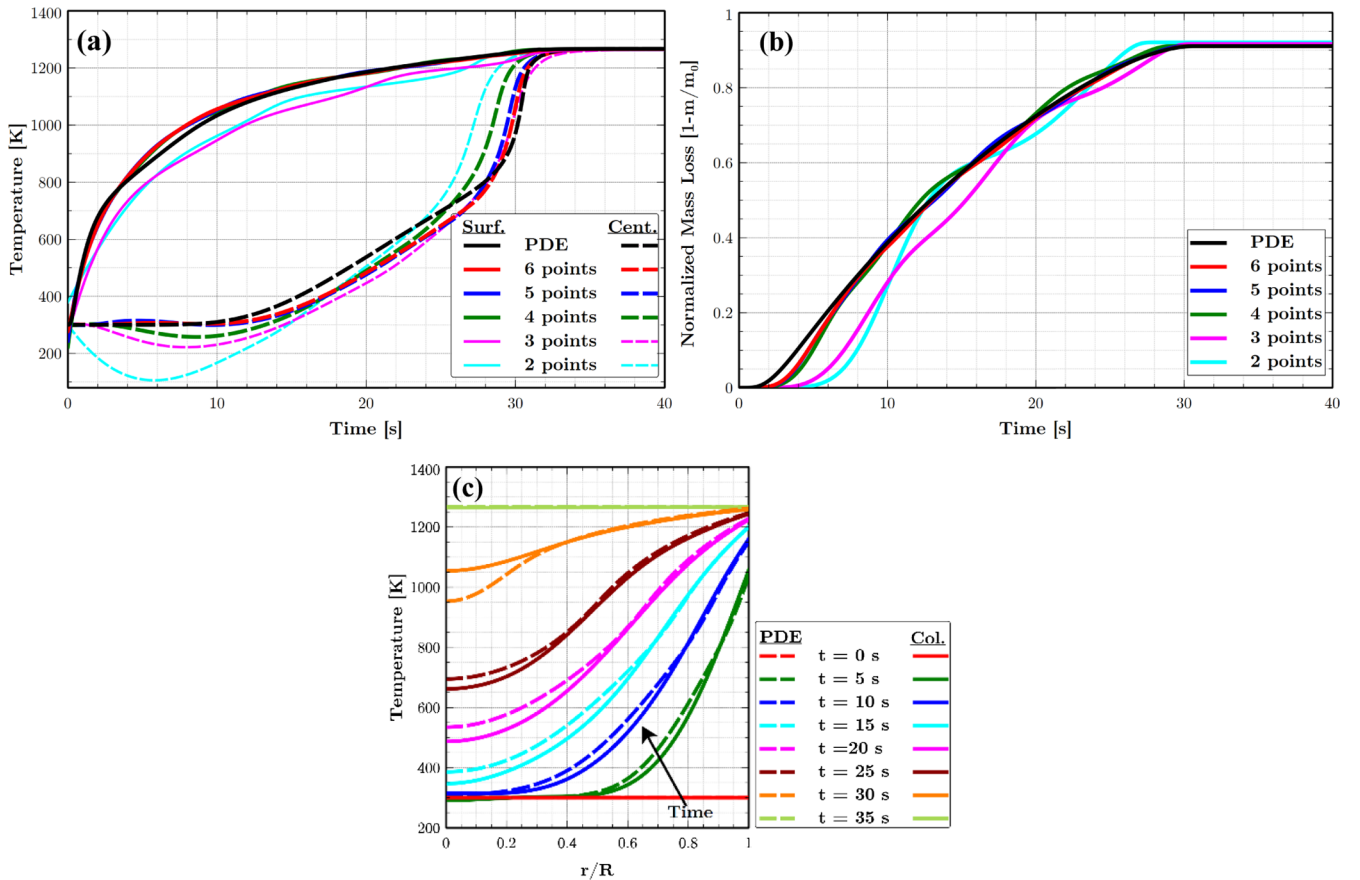 (a)
1400
1200
1000
800
600
400
200
Temperature [K]
0
10
20
30
40
Time [s]
Surf. Cent.
PDE
6 points
5 points
4 points
3 points
2 points
(b)
Normalized Mass Loss [1-m/m0]
0.8
0.6
0.4
0.2
0
0
10
20
30
40
Time [s]
PDE
6 points
5 points
4 points
3 points
2 points
(c)
1400
1200
1000
800
600
400
200
Temperature [K]
0
0.2
0.4
0.6
0.8
1
r/R
Time
PDE Col.
t = 0 s
t = 5 s
t = 10 s
t = 15 s
t =20 s
t = 25 s
t = 30 s
t = 35 s